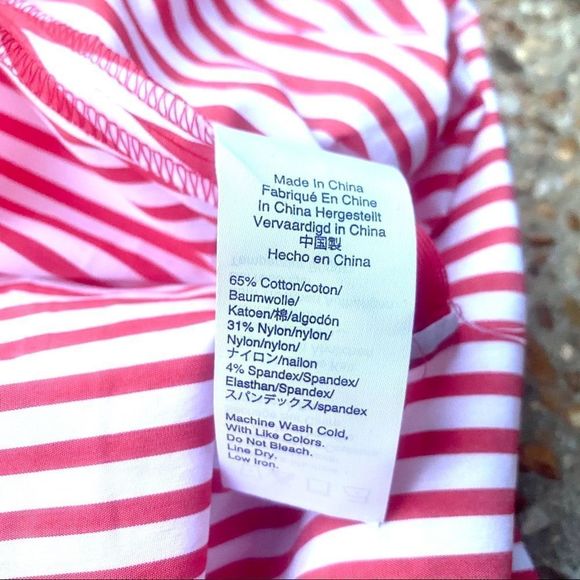 Made In China
Fabriqué En Chine
In China Hergestellt
Vervaardigd in China
中国製
Hecho en China
65% Cotton/coton/
Baumwolle/
Katoen/棉/algodón
31% Nylon/nylon/
Nylon/nylon/
ナイロン/nailon
4% Spandex/Spandex/
Elasthan/Spandex/
スパンデックス/spandex
Machine Wash Cold,
With Like Colors.
Do Not Bleach.
Line Dry.
Low Iron.